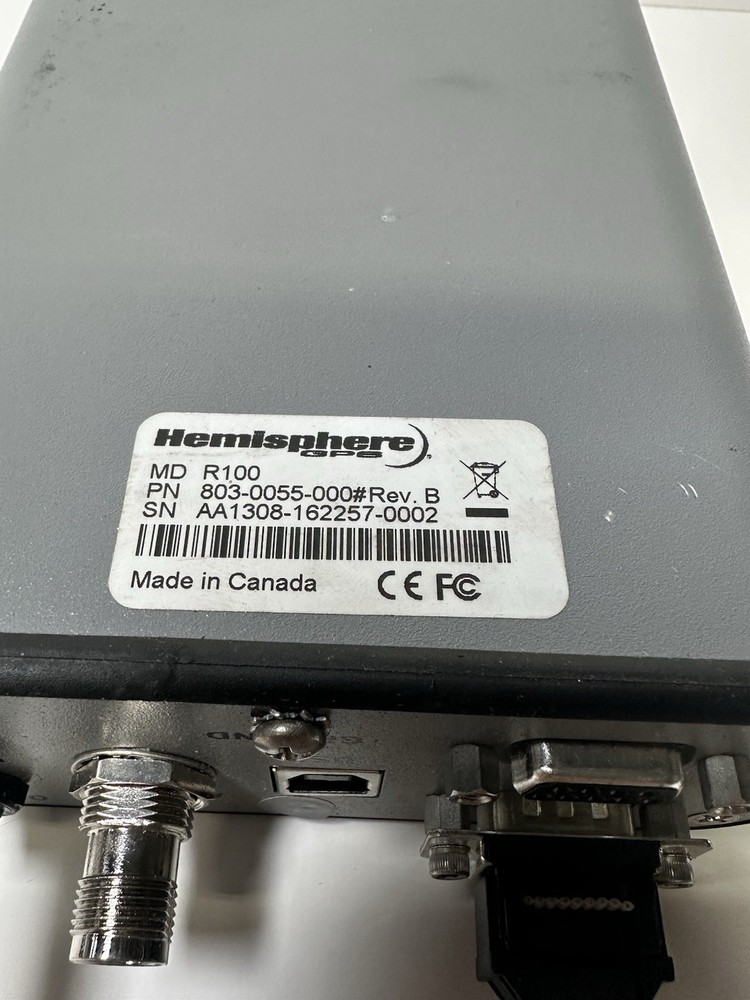 Hemisphere
GPS
MD R100
PN 803-0055-000#Rev. B
SN AA1308-162257-0002
Made in Canada CE FC